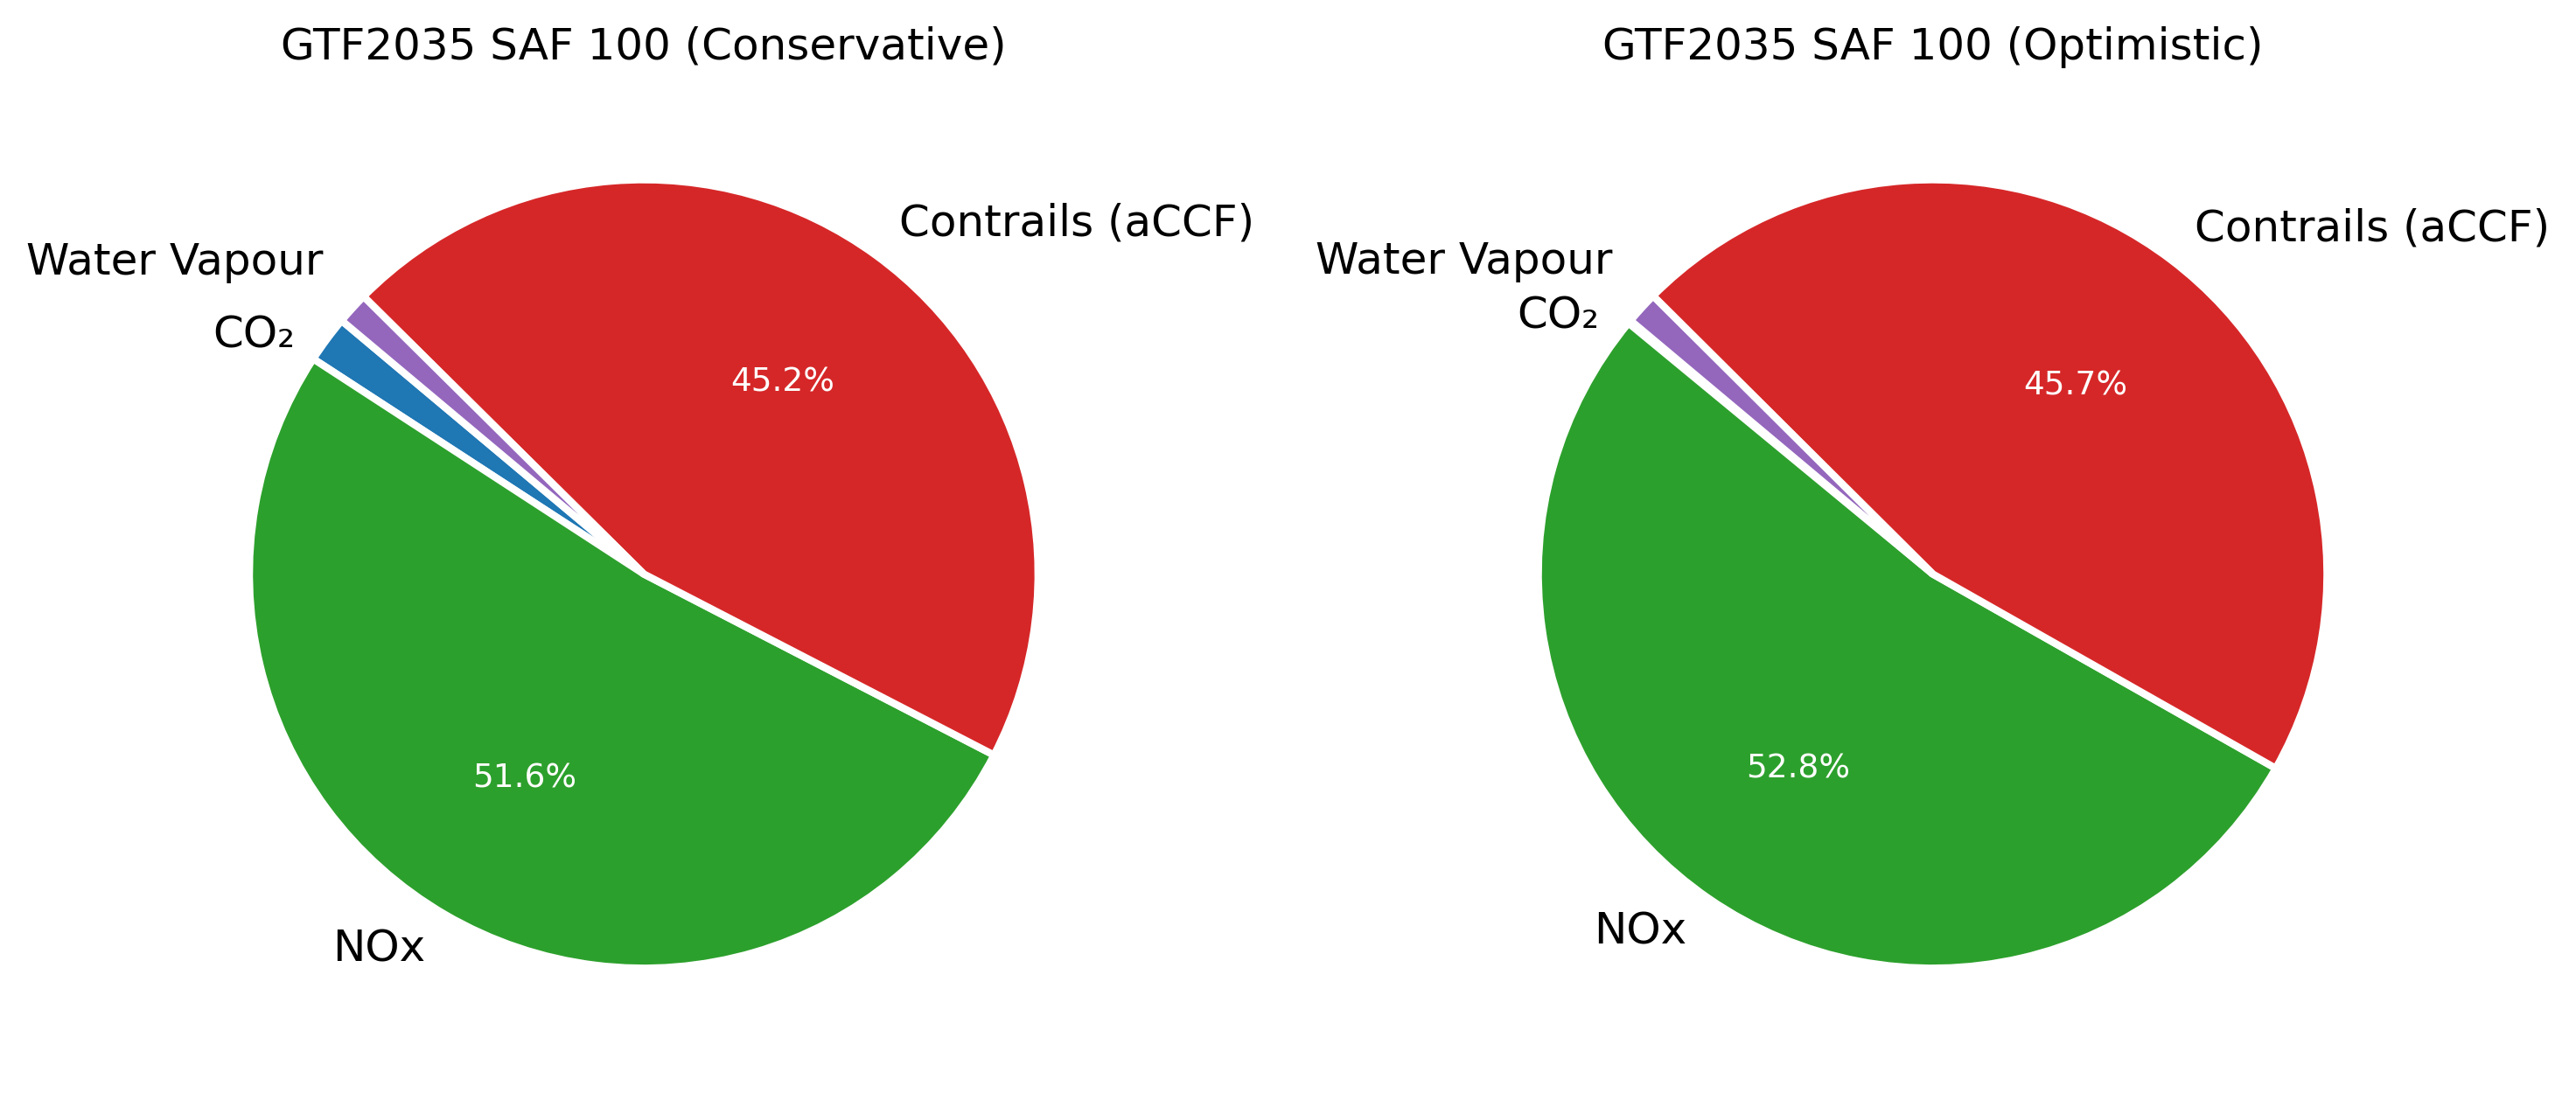 GTF2035 SAF 100 (Conservative)
Contrails (aCCF)
Water Vapour
CO₂
45.2%
51.6%
NOx
GTF2035 SAF 100 (Optimistic)
Contrails (aCCF)
Water Vapour
CO₂
45.7%
52.8%
NOx